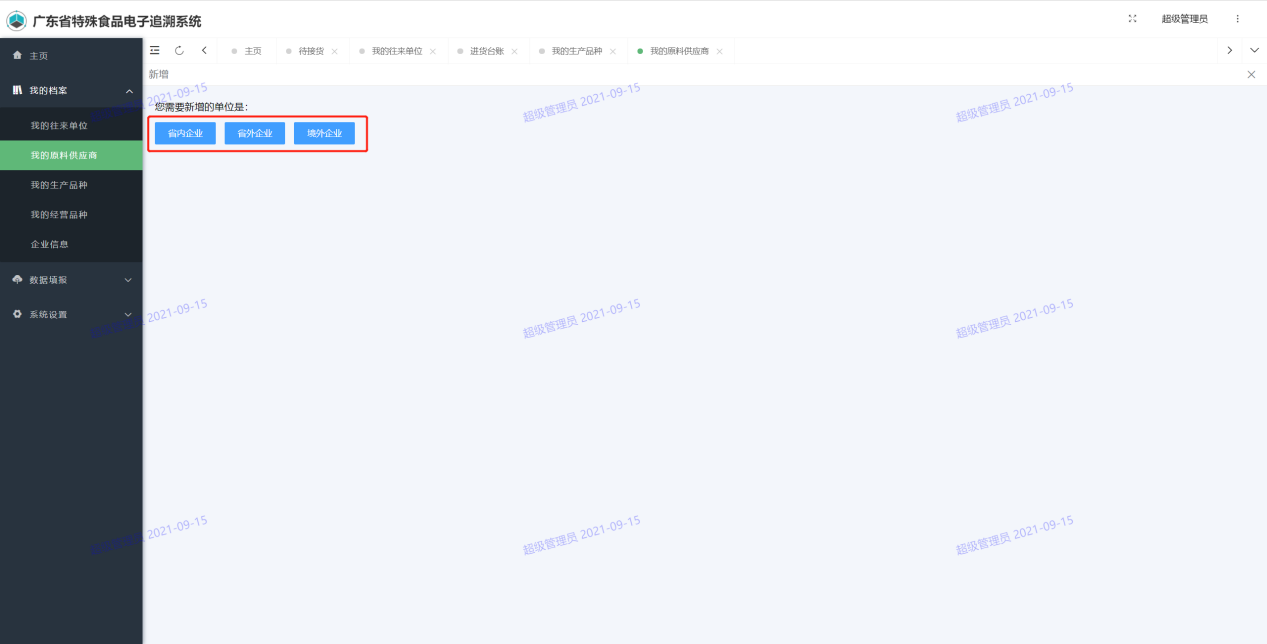 广东省特殊食品电子追溯系统
超级管理员
主页
待接货
我的往来单位
进货台账
我的生产品种
我的原料供应商
新增
主页
我的档案
我的往来单位
我的原料供应商
我的生产品种
我的经营品种
企业信息
数据填报
系统设置
您需要新增的单位是：
省内企业
省外企业
境外企业
超级管理员 2021-09-15
超级管理员 2021-09-15
超级管理员 2021-09-15
超级管理员 2021-09-15
超级管理员 2021-09-15
超级管理员 2021-09-15
超级管理员 2021-09-15
超级管理员 2021-09-15
超级管理员 2021-09-15